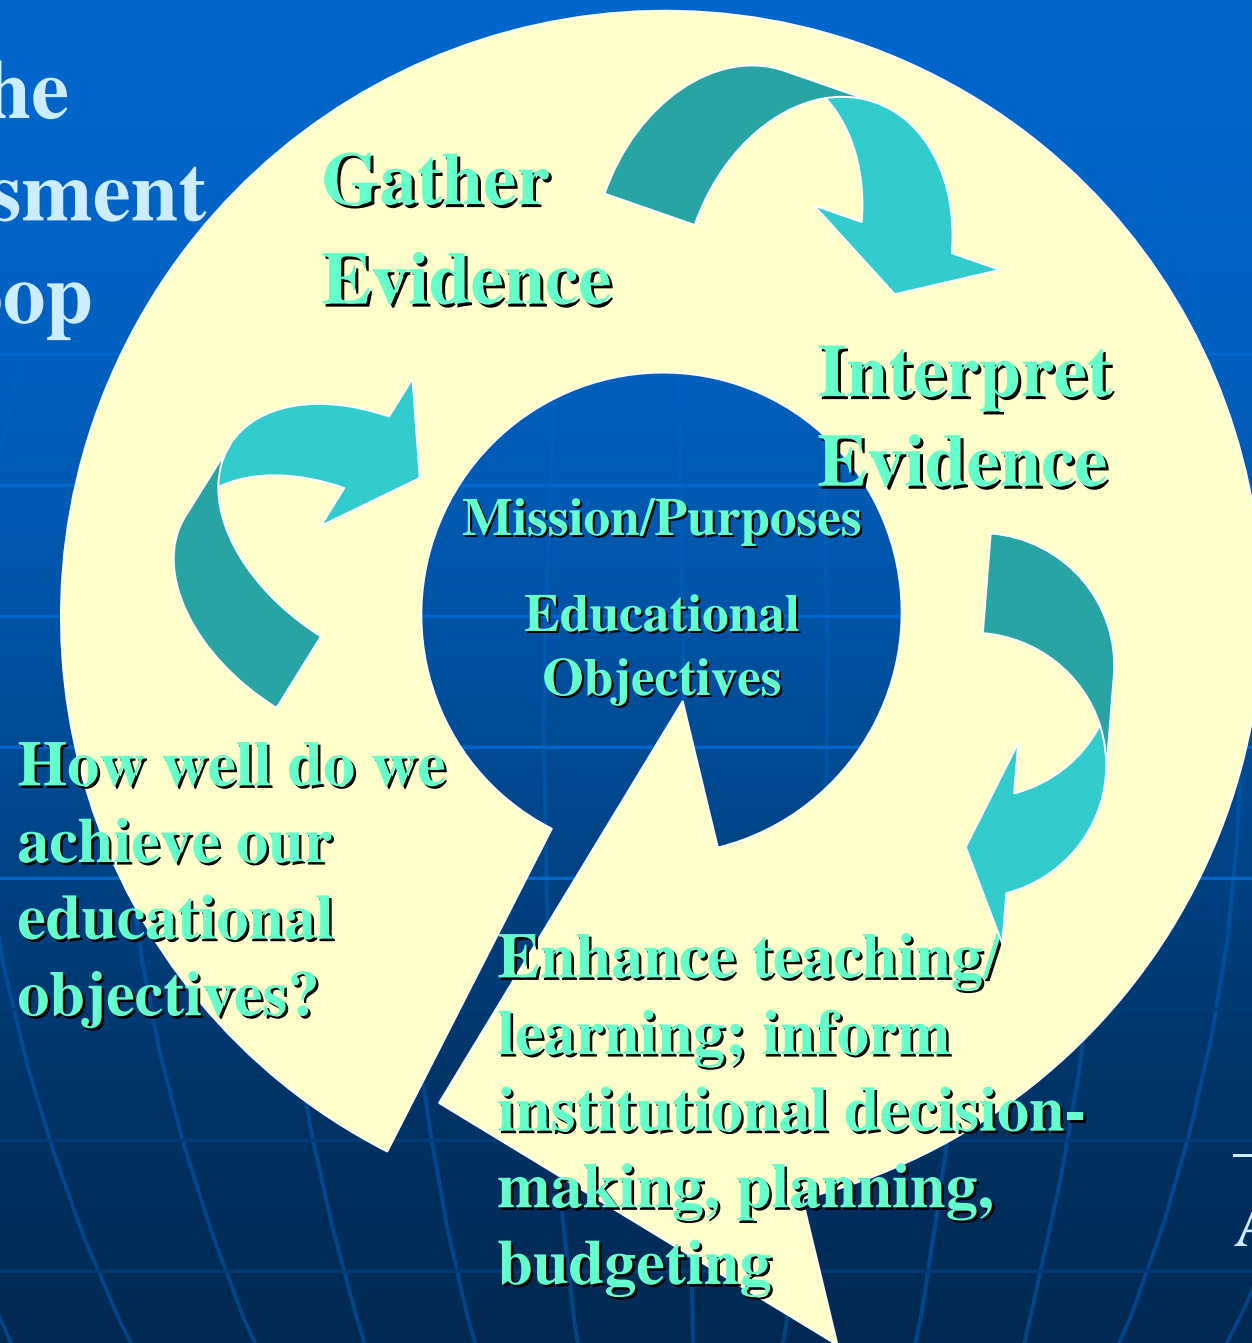 he
sment
op
Gather
Evidence
Interpret
Evidence
Mission/Purposes
Educational
Objectives
How well do we
achieve our
educational
objectives?
Enhance teaching/
learning; inform
institutional decision-
making, planning,
budgeting
A